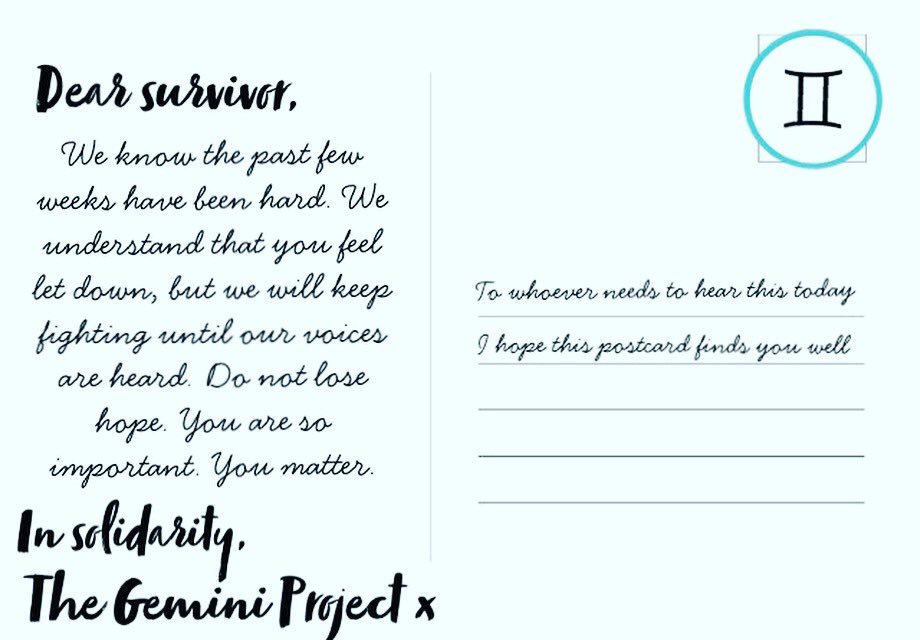 Dear survivor,
We know the past few
weeks have been hard. We
understand that you feel
let down, but we will keep
fighting until our voices
are heard. Do not lose
hope. You are so
important. You matter.
In solidarity,
The Gemini Project x
To whoever needs to hear this today
I hope this postcard finds you well